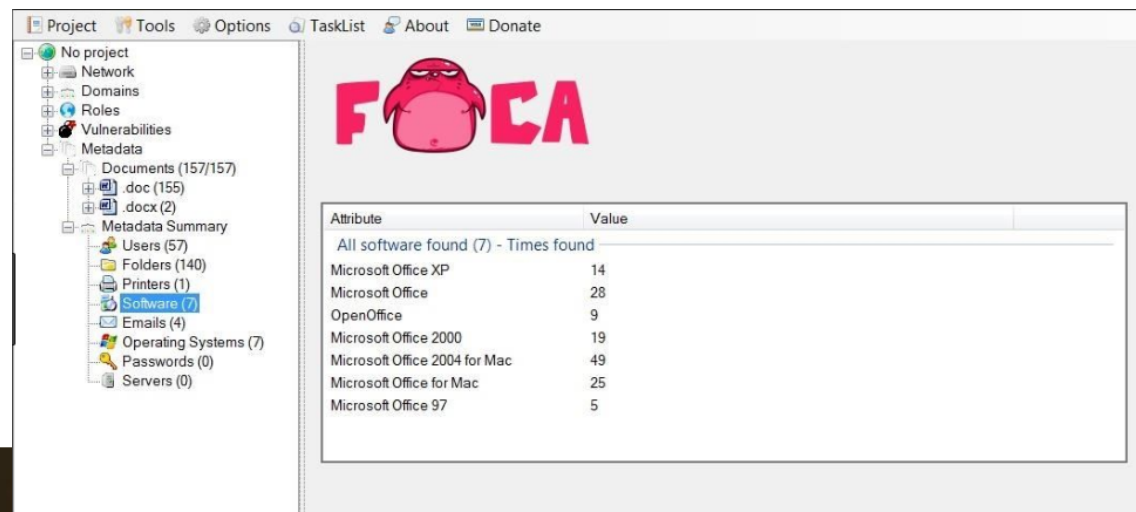 Project Tools Options TaskList About Donate
No project
Network
Domains
Roles
Vulnerabilities
Metadata
Documents (157/157)
.doc (155)
.docx (2)
Metadata Summary
Users (57)
Folders (140)
Printers (1)
Software (7)
Emails (4)
Operating Systems (7)
Passwords (0)
Servers (0)
FOCA
Attribute Value
All software found (7) - Times found
Microsoft Office XP 14
Microsoft Office 28
OpenOffice 9
Microsoft Office 2000 19
Microsoft Office 2004 for Mac 49
Microsoft Office for Mac 25
Microsoft Office 97 5